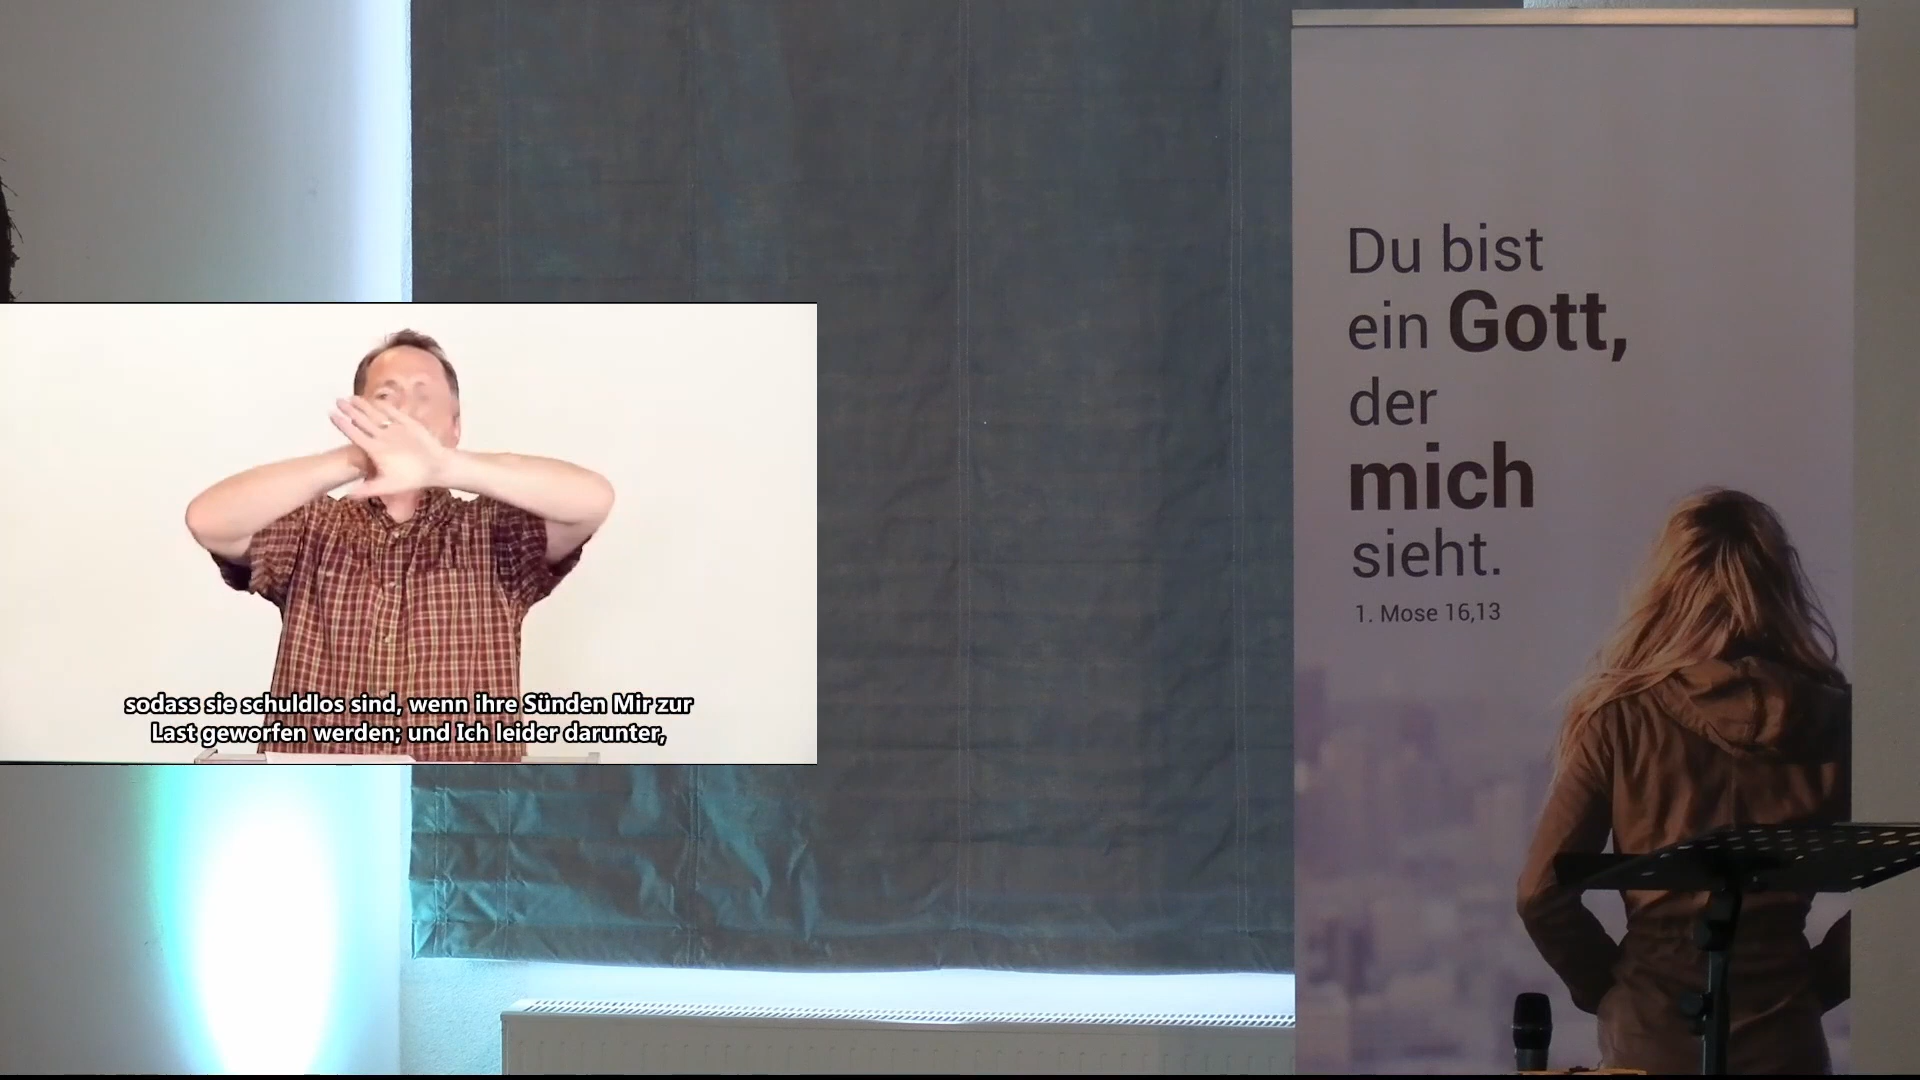 Du bist
ein Gott,
der
mich
sieht.
1. Mose 16,13
sodass sie schuldlos sind, wenn ihre Sünden Mir zur
Last geworfen werden; und Ich leider darunter,